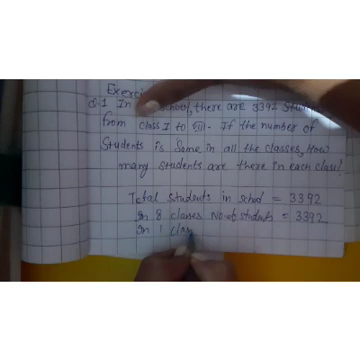 Exerci
Q.1 In school, there are 3392 Stud
from class I to VIII. If the number of
Students is Same in all the classes, How
many students are there in each class?
Total students in school = 3392
In 8 classes No. of students = 3392
In 1 clas